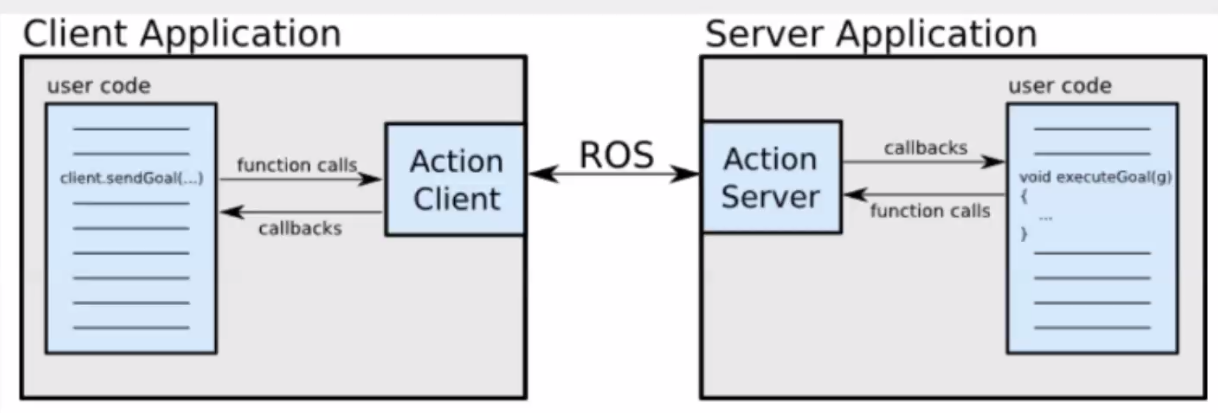 Client Application
user code
client.sendGoal(...)
function calls
callbacks
Action
Client
ROS
Server Application
Action
Server
callbacks
function calls
user code
void executeGoal(g)
{
...
}